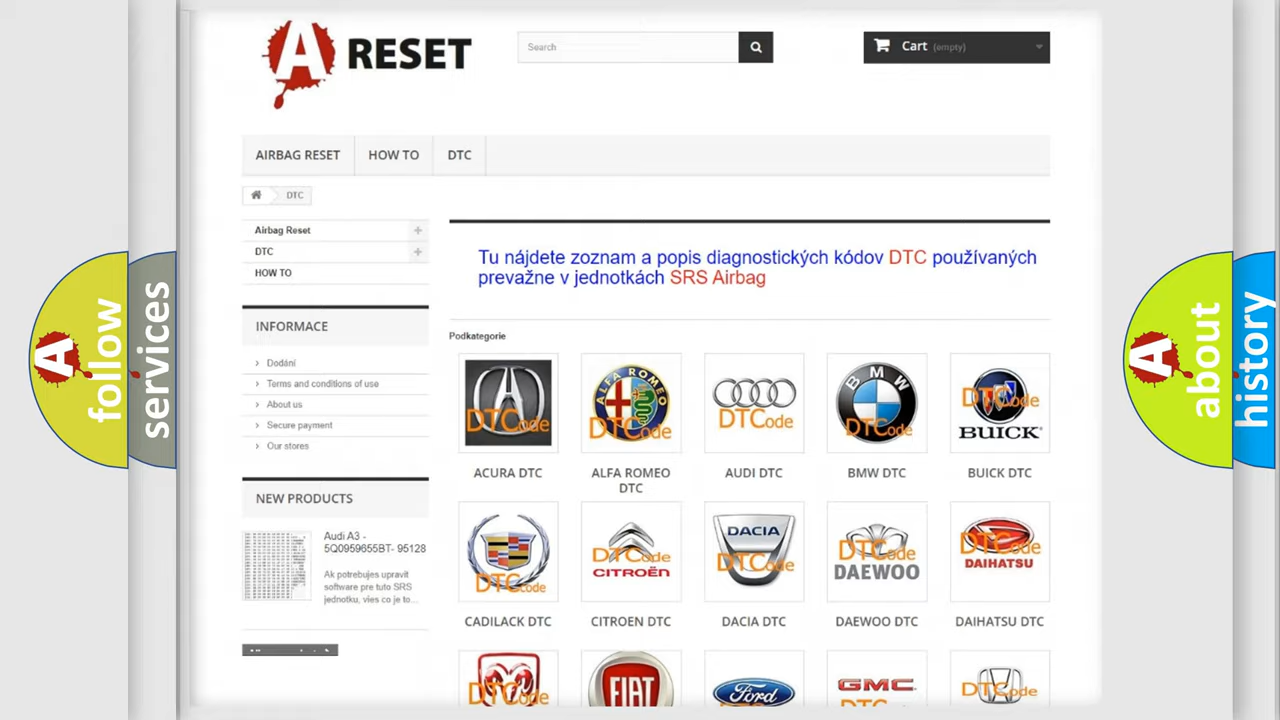 A RESET
Search
Cart (empty)
AIRBAG RESET
HOW TO
DTC
DTC
Airbag Reset
DTC
HOW TO
INFORMACE
Dodání
Terms and conditions of use
About us
Secure payment
Our stores
NEW PRODUCTS
Audi A3 -
5Q0959655BT- 95128
Ak potrebujes upravit
software pre tuto SRS
jednotku, vies co je to...
Tu nájdete zoznam a popis diagnostických kódov DTC používaných
prevažne v jednotkách SRS Airbag
Podkategorie
DTCode
ALFA ROMEO
DTCode
DTCode
BMW
DTCode
DTCode
BUICK
ACURA DTC
ALFA ROMEO
DTC
AUDI DTC
BMW DTC
BUICK DTC
DTCode
DTCode
CITROËN
DACIA
DTCode
DTCode
DAEWOO
DTCode
DAIHATSU
CADILACK DTC
CITROEN DTC
DACIA DTC
DAEWOO DTC
DAIHATSU DTC
DTCode
FIAT
Ford
GMC
DTCode
A follow
services
A about
history